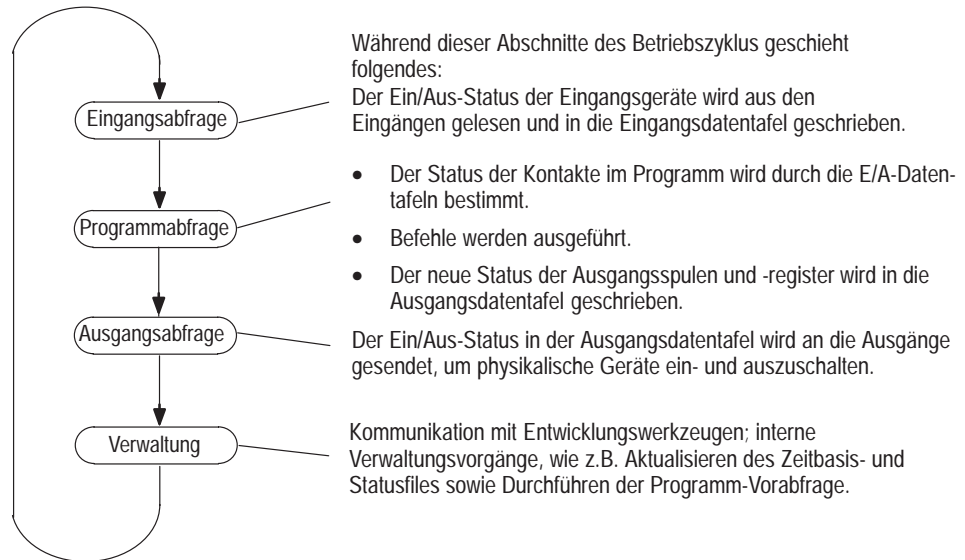 Während dieser Abschnitte des Betriebszyklus geschieht
folgendes:
Eingangsabfrage
Der Ein/Aus-Status der Eingangsgeräte wird aus den
Eingängen gelesen und in die Eingangsdatentafel geschrieben.
Programmabfrage
• Der Status der Kontakte im Programm wird durch die E/A-Daten-
tafeln bestimmt.
• Befehle werden ausgeführt.
• Der neue Status der Ausgangsspulen und -register wird in die
Ausgangsdatentafel geschrieben.
Ausgangsabfrage
Der Ein/Aus-Status in der Ausgangsdatentafel wird an die Ausgänge
gesendet, um physikalische Geräte ein- und auszuschalten.
Verwaltung
Kommunikation mit Entwicklungswerkzeugen; interne
Verwaltungsvorgänge, wie z.B. Aktualisieren des Zeitbasis- und
Statusfiles sowie Durchführen der Programm-Vorabfrage.